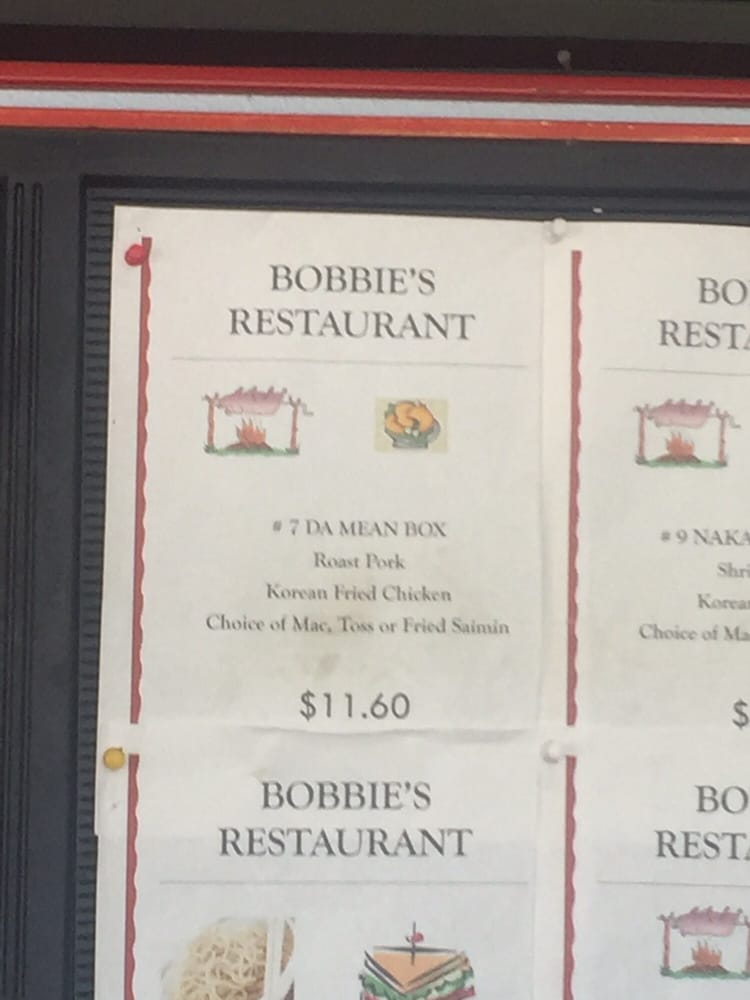 BOBBIE'S
RESTAURANT
# 7 DA MEAN BOX
Roast Pork
Korean Fried Chicken
Choice of Mac, Toss or Fried Saimin
$11.60
BO
REST
# 9 NAKA
Shri
Korea
Choice of Ma
$
BOBBIE'S
RESTAURANT
BO
REST